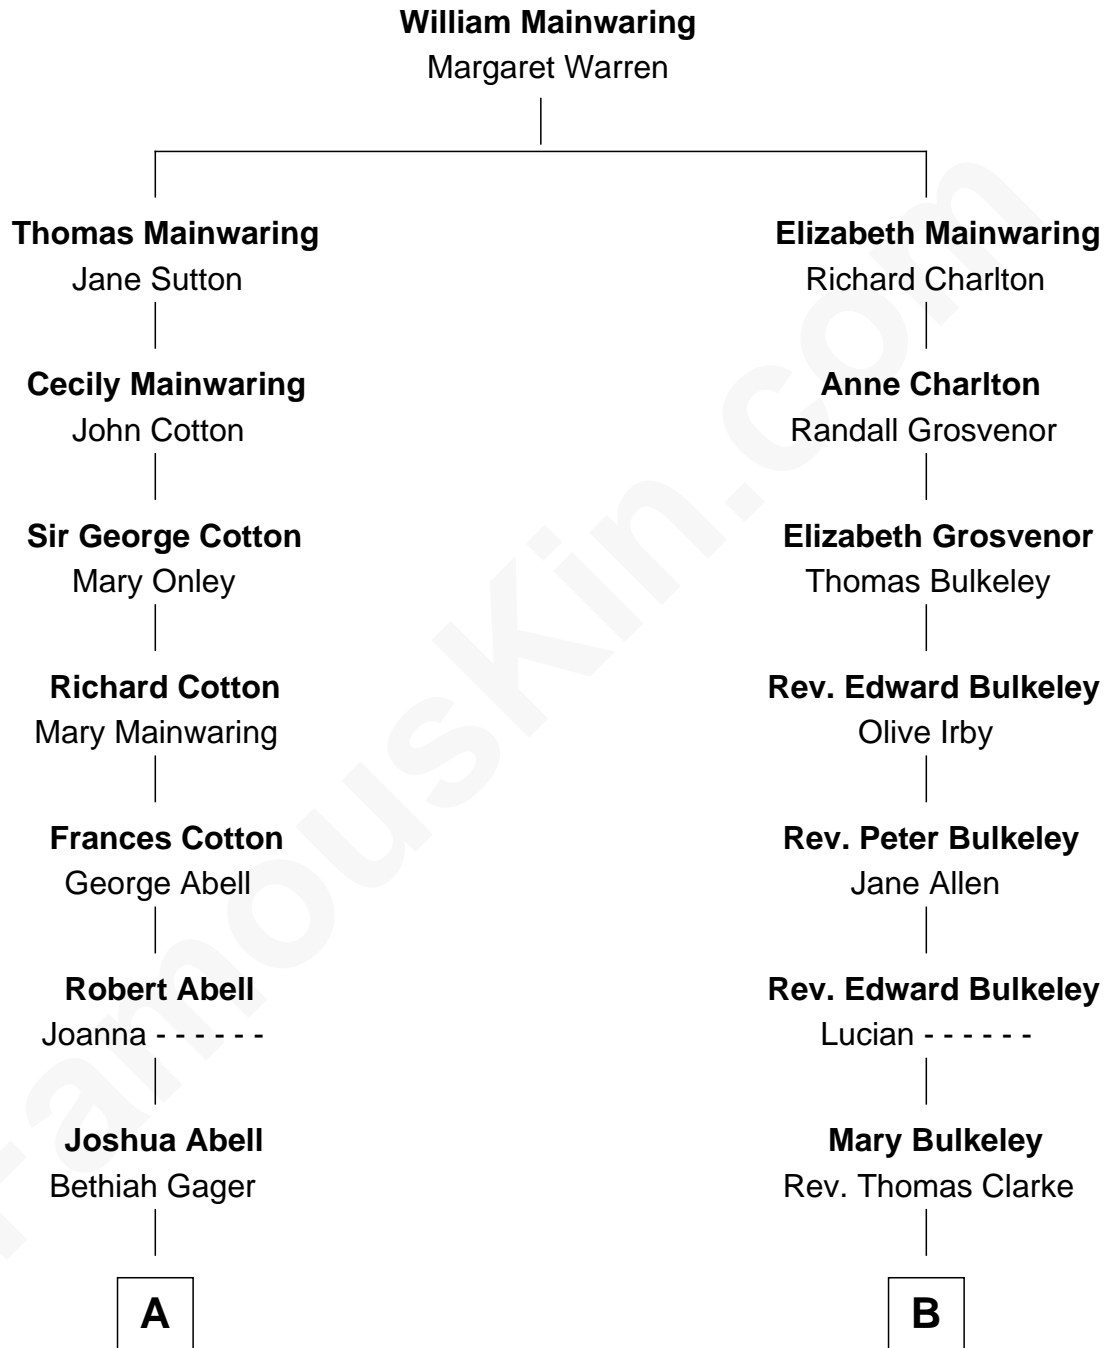 William Mainwaring
Margaret Warren
Thomas Mainwaring
Jane Sutton
Elizabeth Mainwaring
Richard Charlton
Cecily Mainwaring
John Cotton
Anne Charlton
Randall Grosvenor
Sir George Cotton
Mary Onley
Elizabeth Grosvenor
Thomas Bulkeley
Richard Cotton
Mary Mainwaring
Rev. Edward Bulkeley
Olive Irby
Frances Cotton
George Abell
Rev. Peter Bulkeley
Jane Allen
Robert Abell
Joanna - - - - - -
Rev. Edward Bulkeley
Lucian - - - - - -
Joshua Abell
Bethiah Gager
Mary Bulkeley
Rev. Thomas Clarke
A
B
FamousKin.com